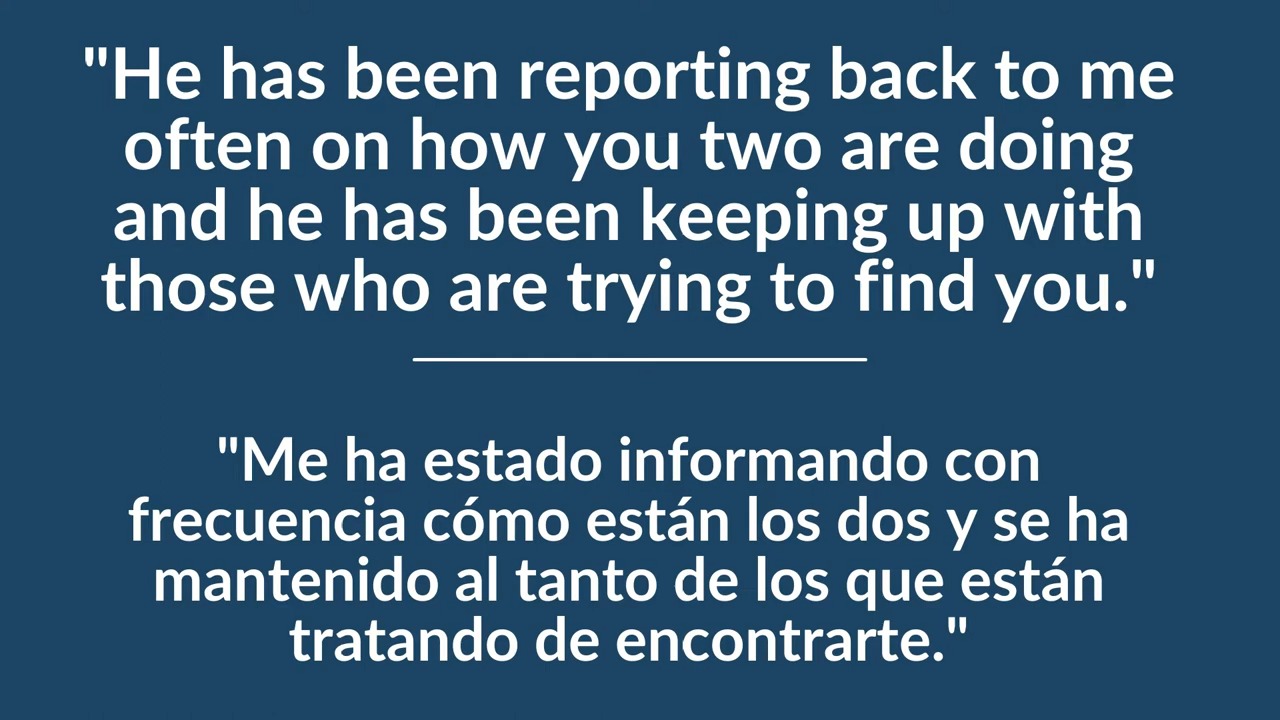 "He has been reporting back to me
often on how you two are doing
and he has been keeping up with
those who are trying to find you."
"Me ha estado informando con
frecuencia cómo están los dos y se ha
mantenido al tanto de los que están
tratando de encontrarte."